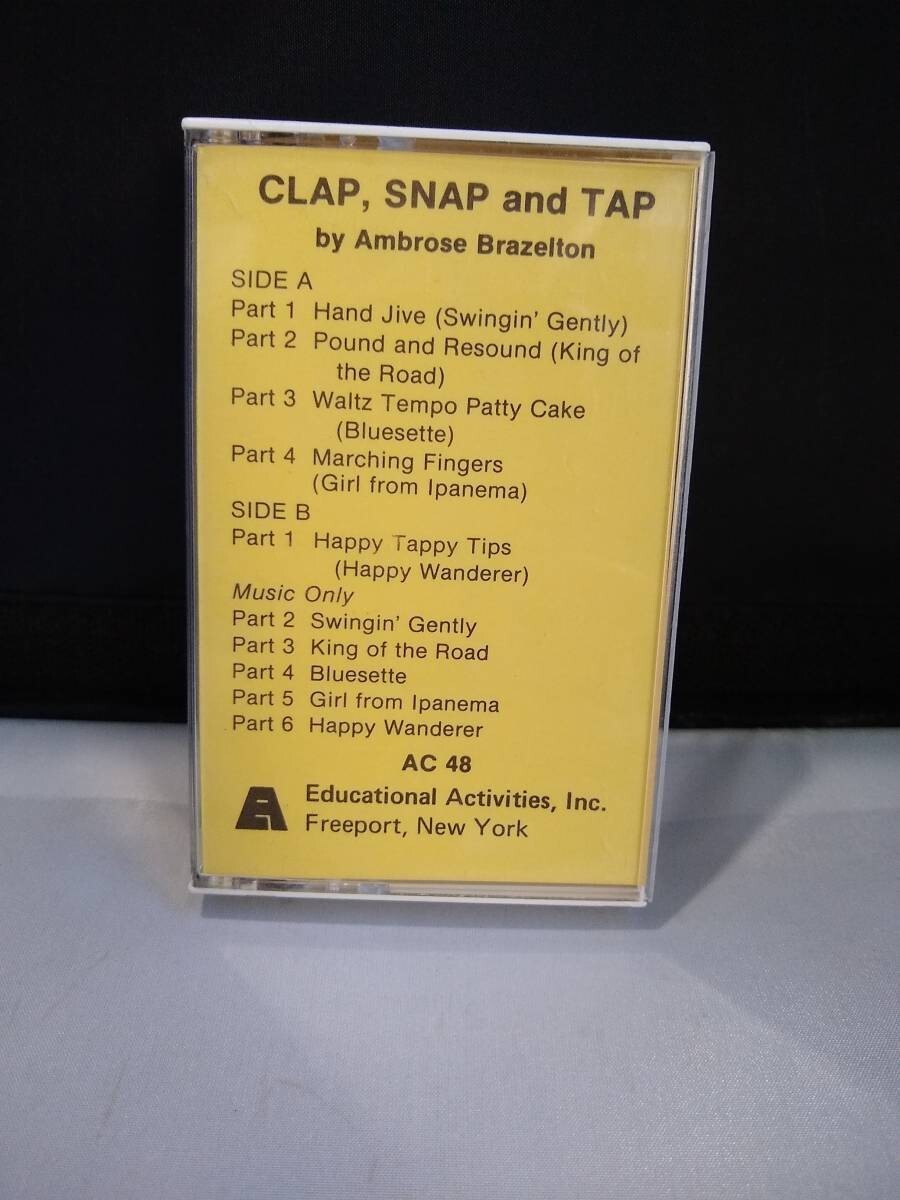 CLAP, SNAP and TAP
by Ambrose Brazelton
SIDE A
Part 1 Hand Jive (Swingin' Gently)
Part 2 Pound and Resound (King of
the Road)
Part 3 Waltz Tempo Patty Cake
(Bluesette)
Part 4 Marching Fingers
(Girl from Ipanema)
SIDE B
Part 1 Happy Tappy Tips
(Happy Wanderer)
Music Only
Part 2 Swingin' Gently
Part 3 King of the Road
Part 4 Bluesette
Part 5 Girl from Ipanema
Part 6 Happy Wanderer
AC 48
EA Educational Activities, Inc.
Freeport, New York